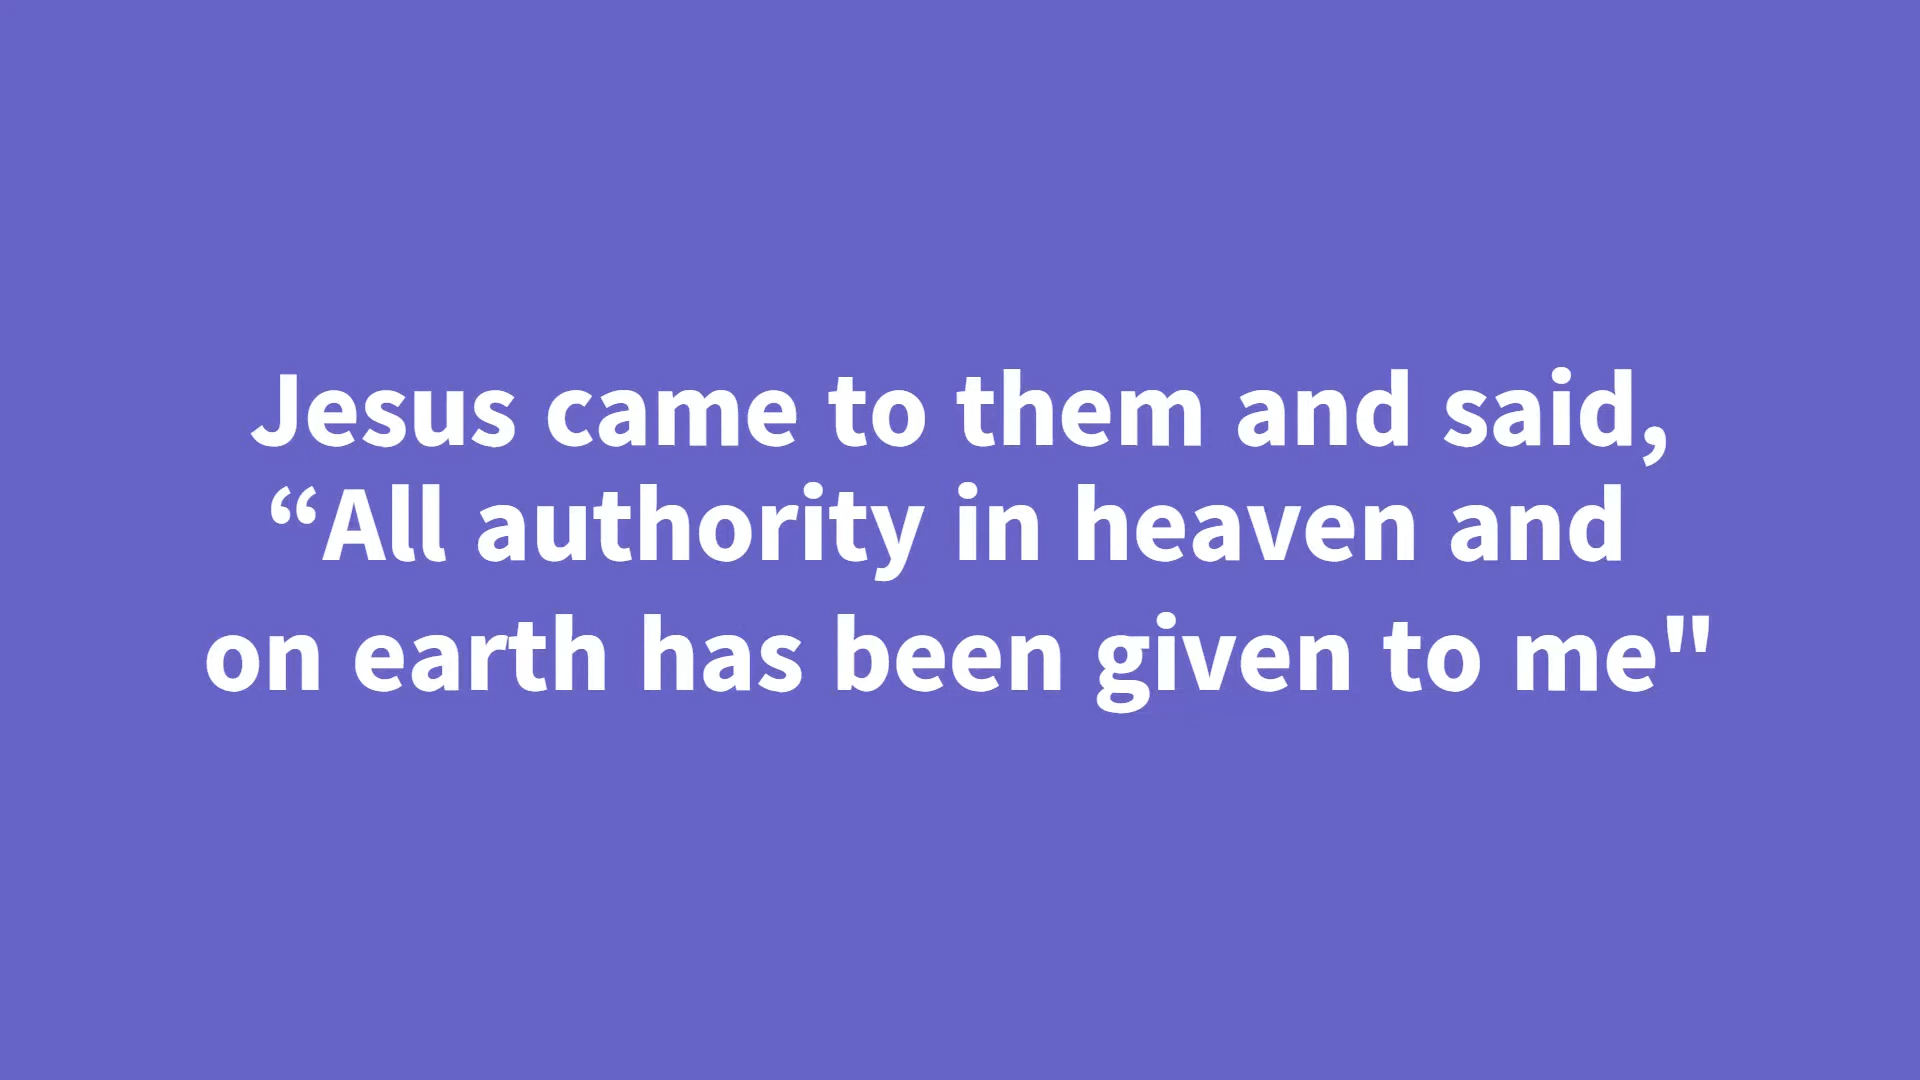 Jesus came to them and said,
“All authority in heaven and
on earth has been given to me"